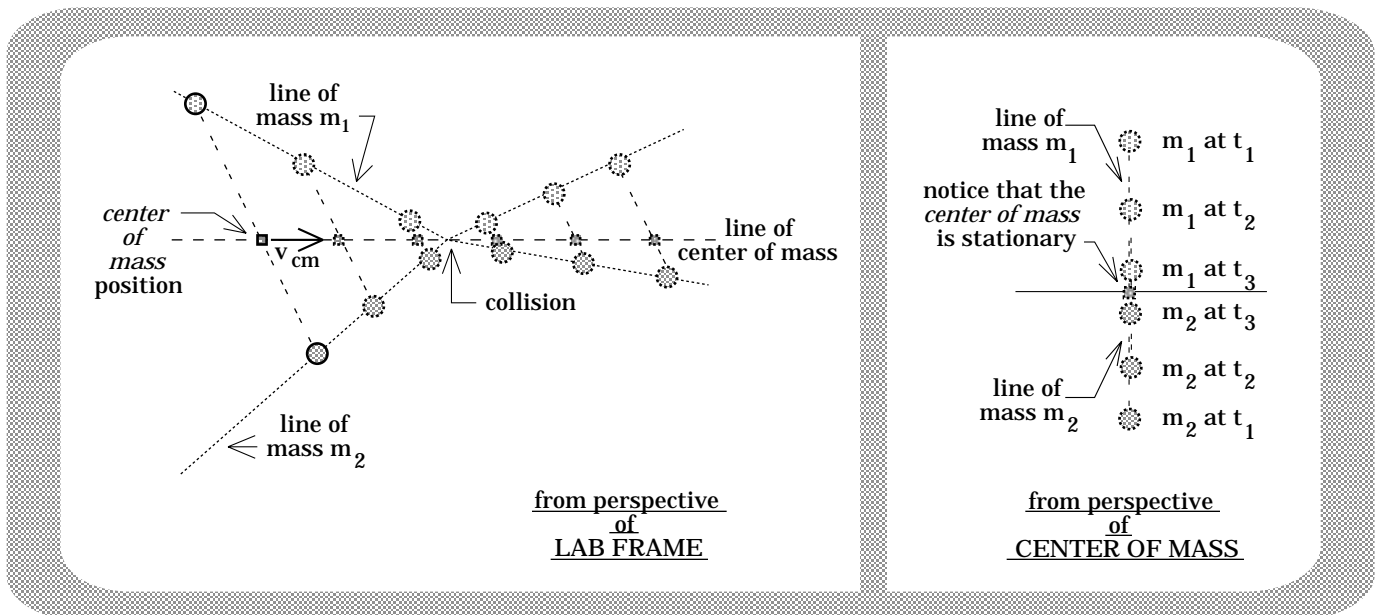 line of
mass m1
center
of
mass
position
vcm
line of
center of mass
collision
line of
mass m2
from perspective
of
LAB FRAME
line of
mass m1
m1 at t1
notice that the
center of mass
is stationary
m1 at t2
m1 at t3
m2 at t3
line of
mass m2
m2 at t2
m2 at t1
from perspective
of
CENTER OF MASS